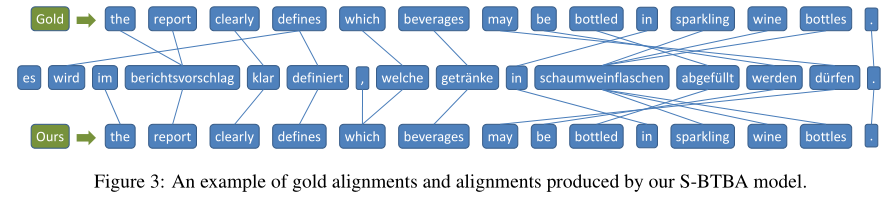 Gold the report clearly defines which beverages may be bottled in sparkling wine bottles .
es wird im berichtsvorschlag klar definiert , welche getränke in schaumweinflaschen abgefüllt werden dürfen .
Ours the report clearly defines which beverages may be bottled in sparkling wine bottles .
Figure 3: An example of gold alignments and alignments produced by our S-BTBA model.